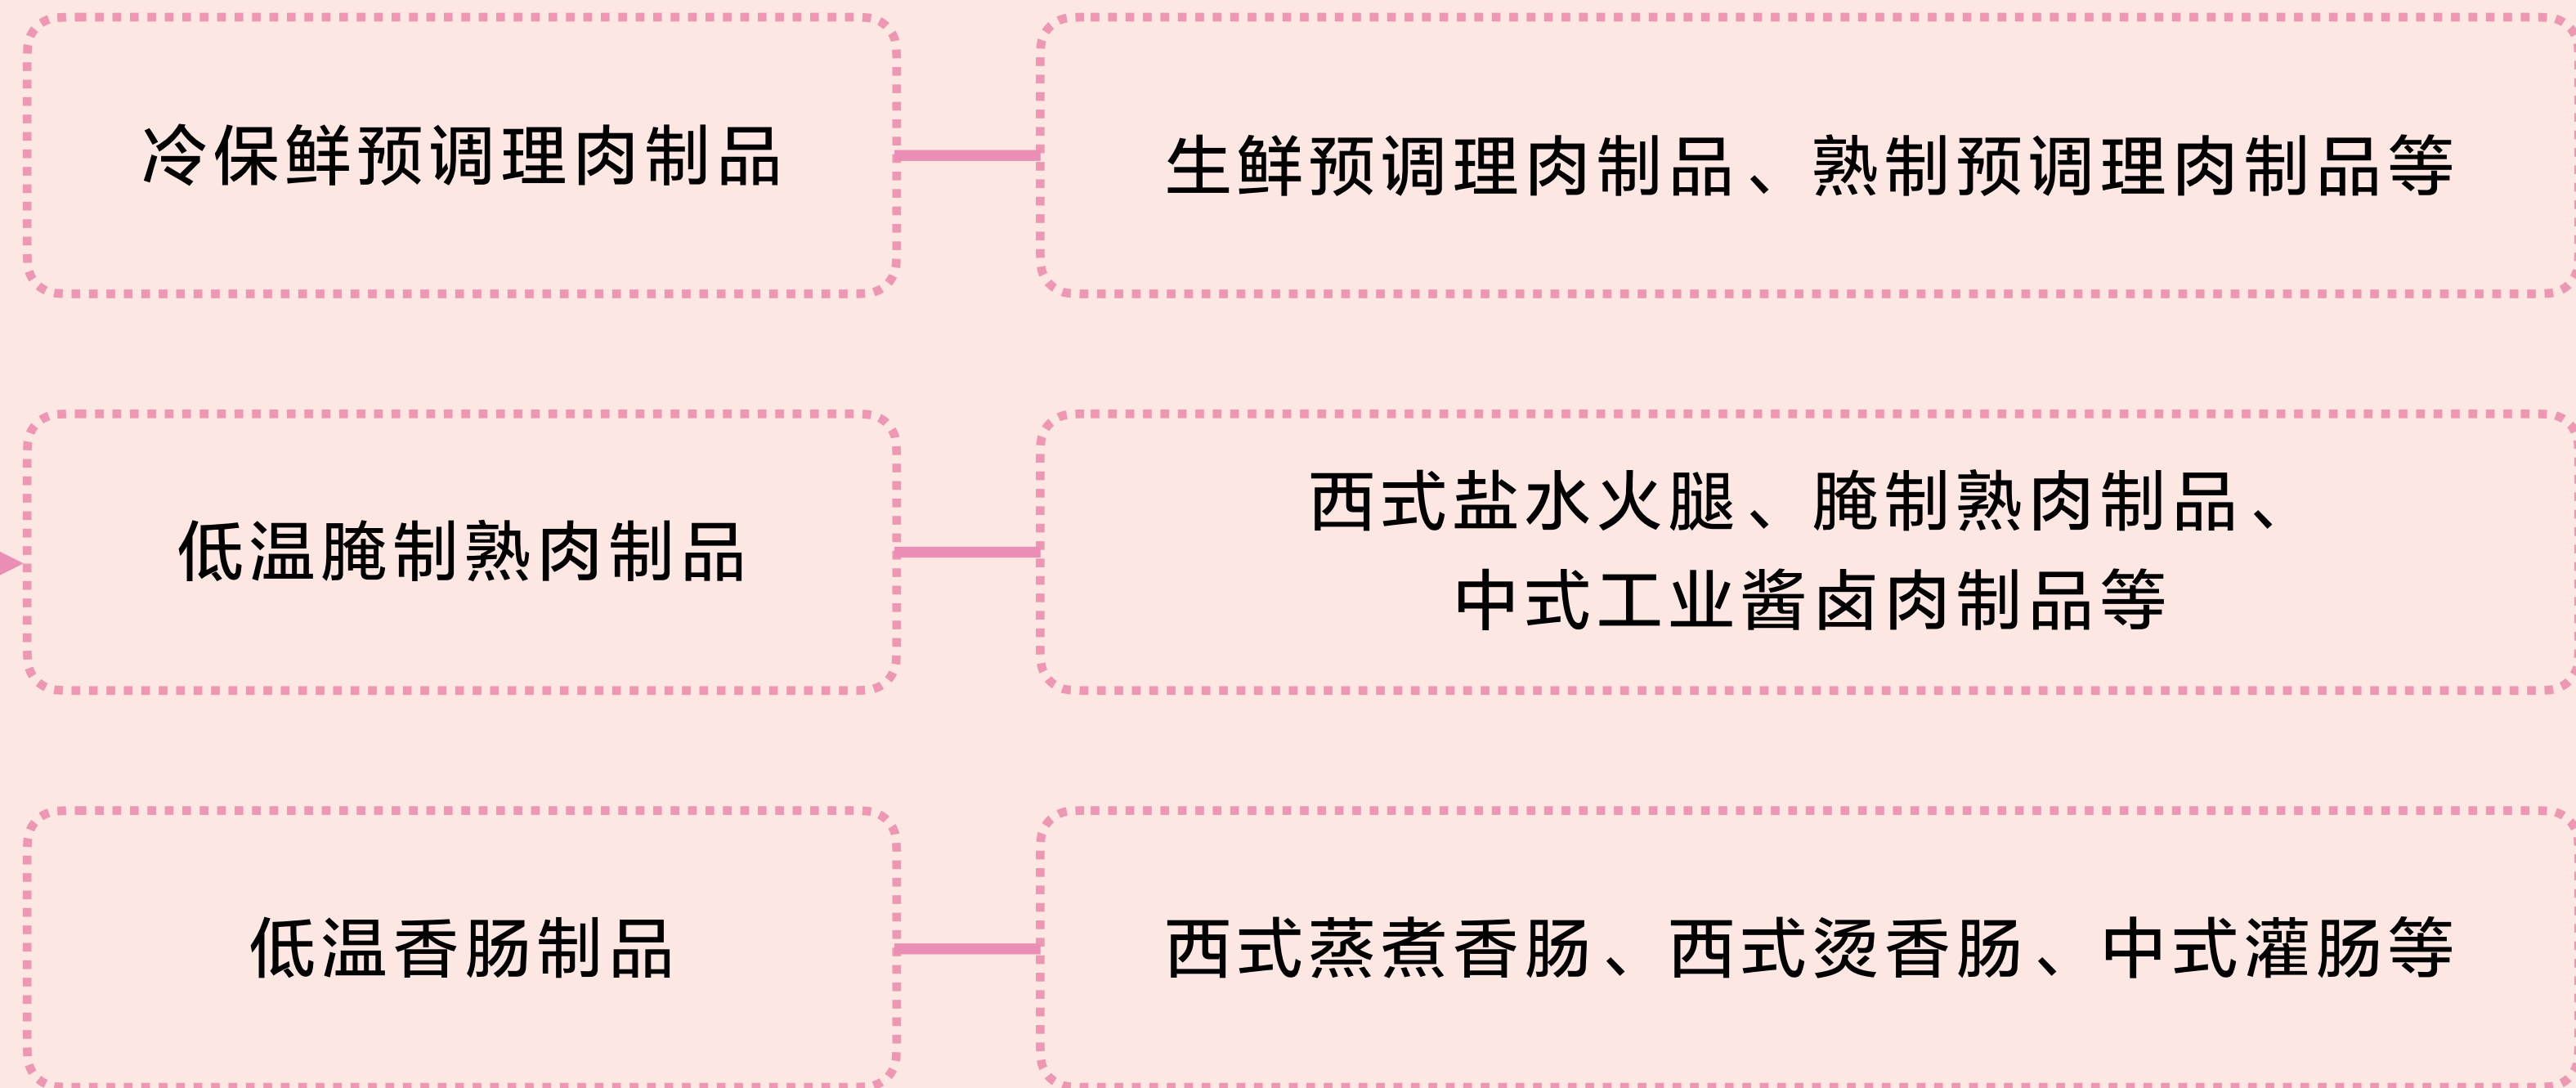 冷保鲜预调理肉制品
生鲜预调理肉制品、熟制预调理肉制品等
低温腌制熟肉制品
西式盐水火腿、腌制熟肉制品、
中式工业酱卤肉制品等
低温香肠制品
西式蒸煮香肠、西式烫香肠、中式灌肠等